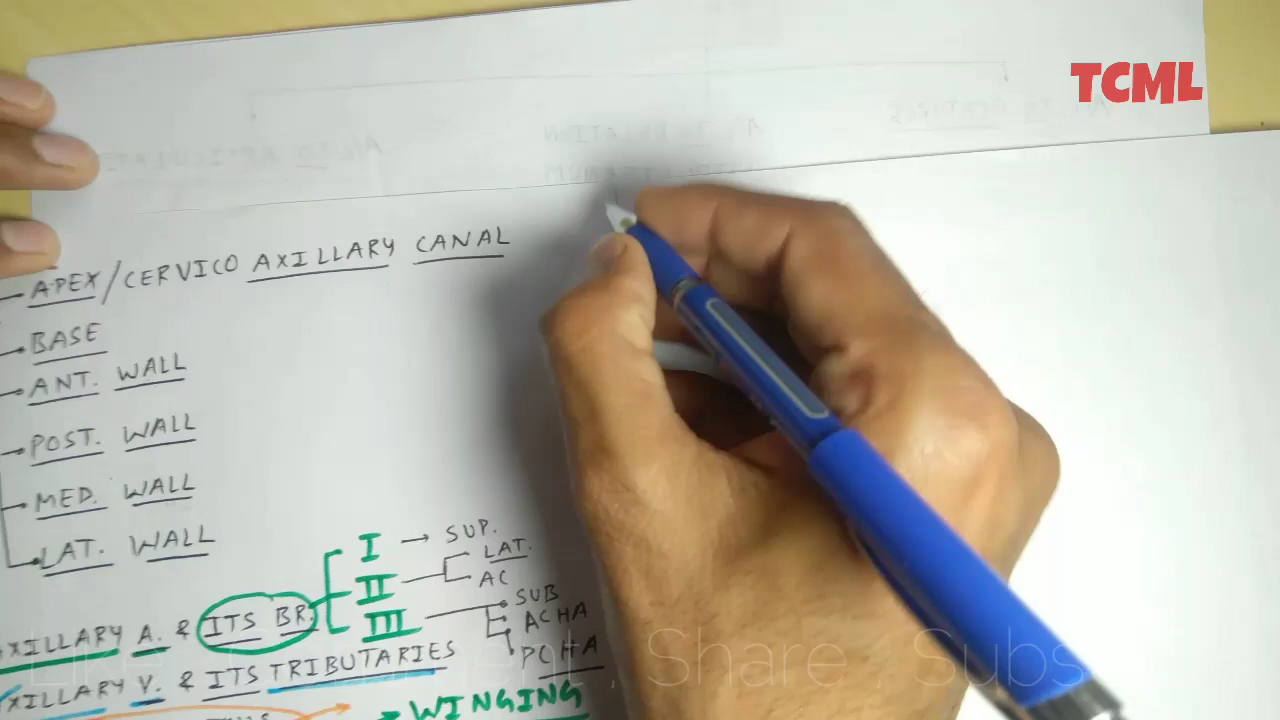 TCML
APEX/CERVICO AXILLARY CANAL
BASE
ANT. WALL
POST. WALL
MED. WALL
LAT. WALL
I → SUP.
II LAT.
AC
III SUB
ACHA
PCHA
AXILLARY A. & ITS BR.
AXILLARY V. & ITS TRIBUTARIES
WINGING
Like, Comment, Share, Subs